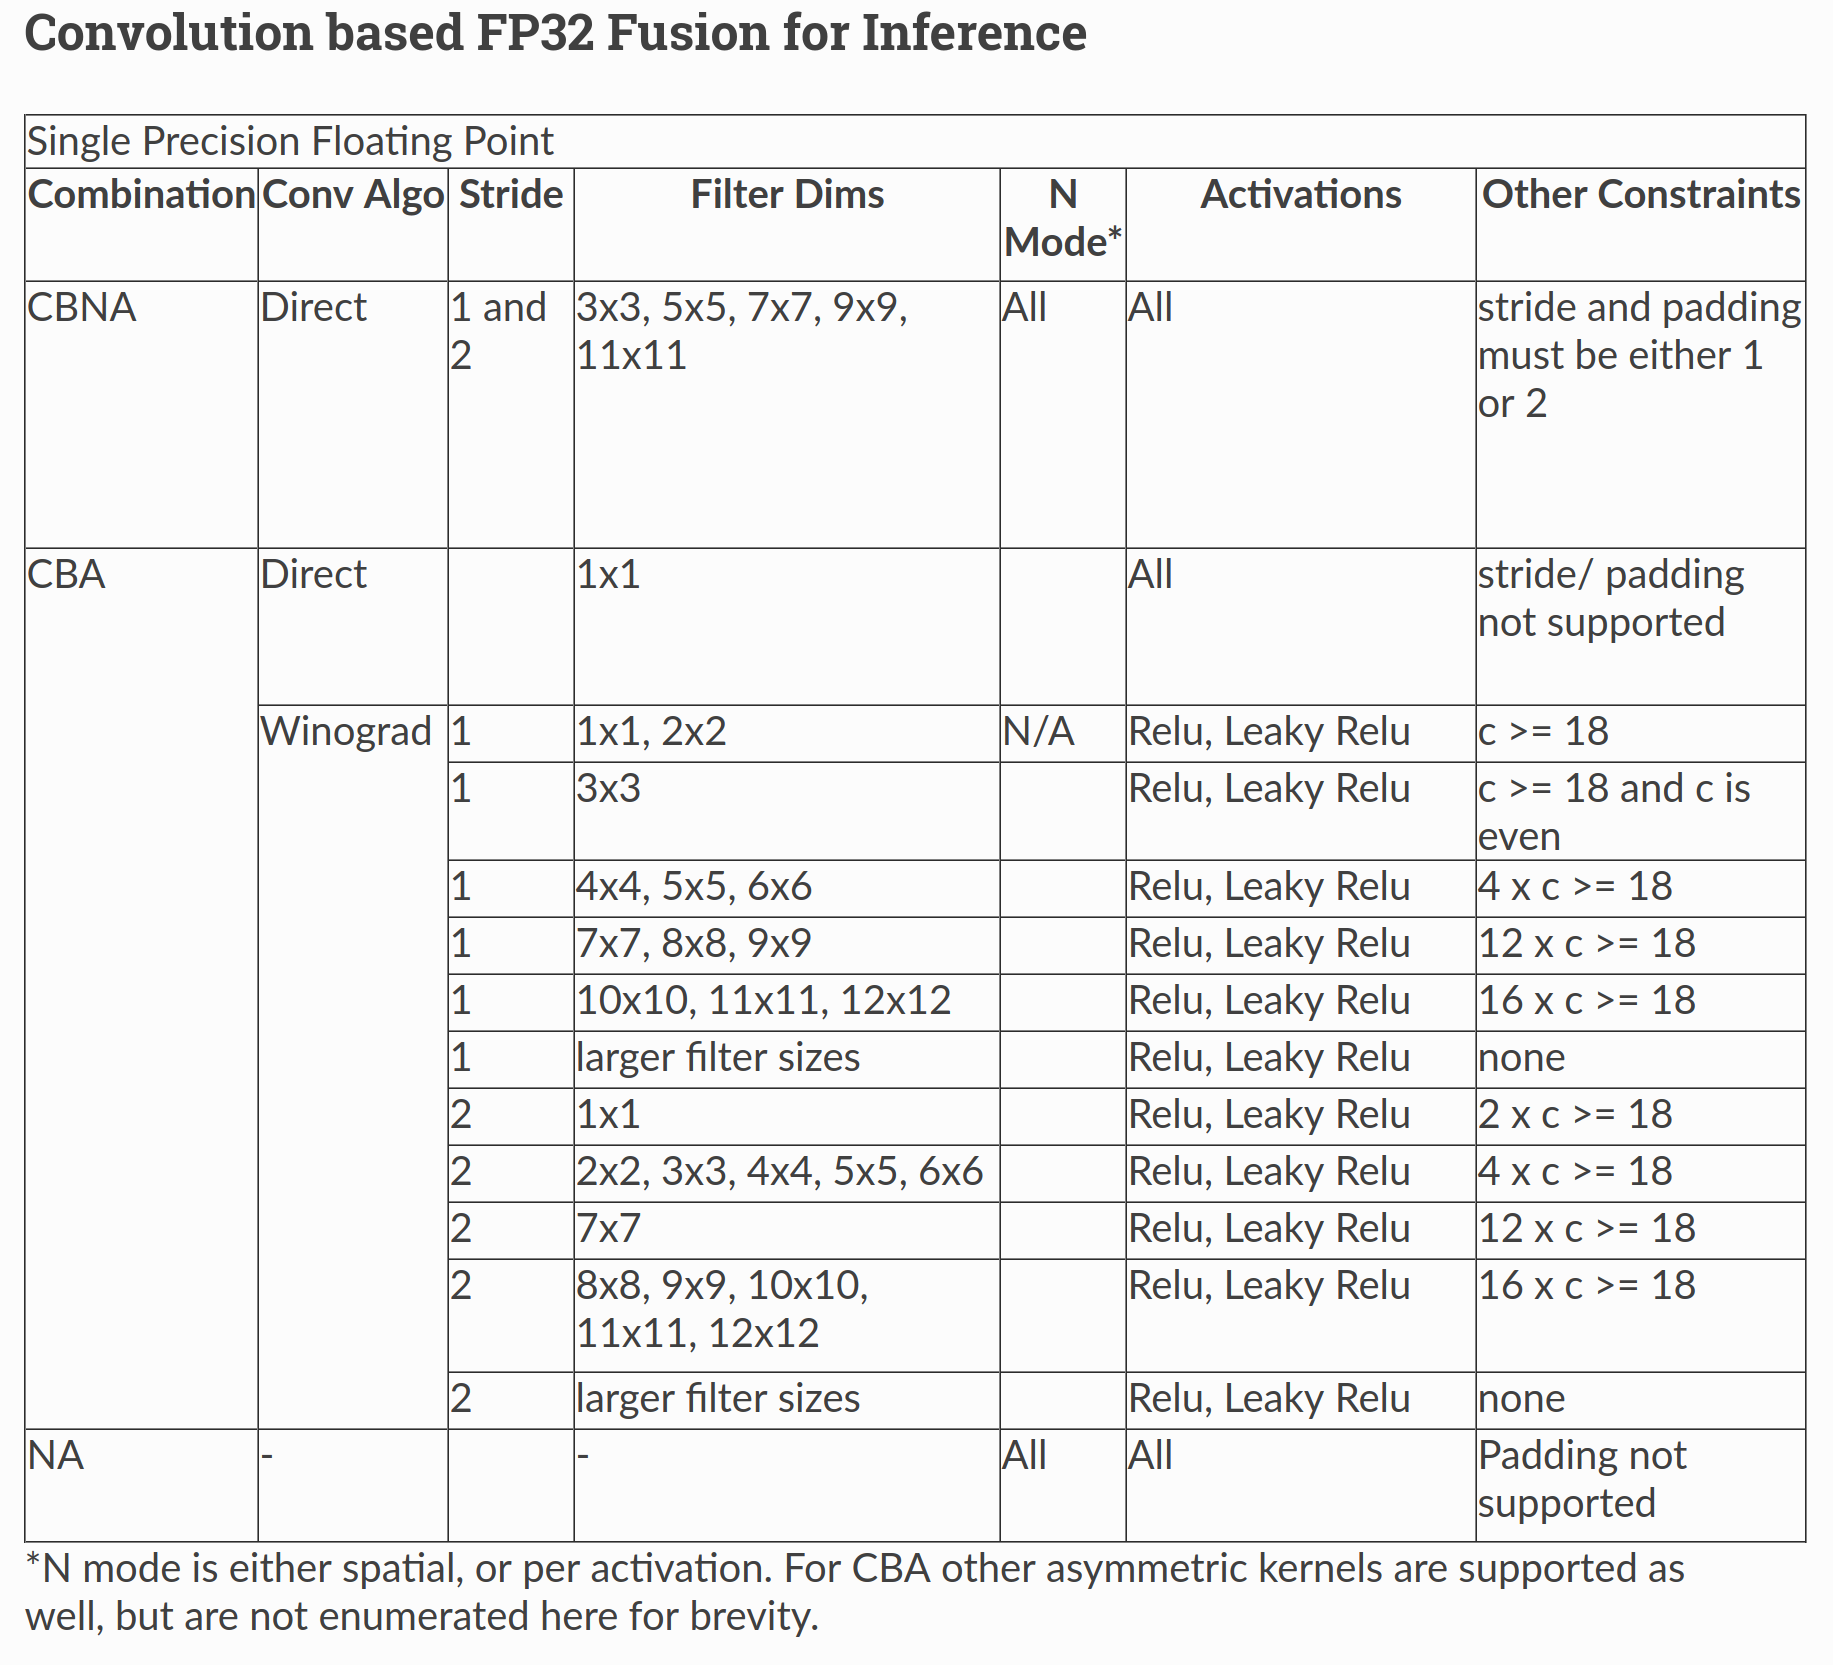 Convolution based FP32 Fusion for Inference
Single Precision Floating Point
Combination Conv Algo Stride Filter Dims N Mode* Activations Other Constraints
CBNA Direct 1 and 2 3x3, 5x5, 7x7, 9x9, 11x11 All All stride and padding must be either 1 or 2
CBA Direct 1x1 All stride/ padding not supported
Winograd 1 1x1, 2x2 N/A Relu, Leaky Relu c >= 18
1 3x3 Relu, Leaky Relu c >= 18 and c is even
1 4x4, 5x5, 6x6 Relu, Leaky Relu 4 x c >= 18
1 7x7, 8x8, 9x9 Relu, Leaky Relu 12 x c >= 18
1 10x10, 11x11, 12x12 Relu, Leaky Relu 16 x c >= 18
1 larger filter sizes Relu, Leaky Relu none
2 1x1 Relu, Leaky Relu 2 x c >= 18
2 2x2, 3x3, 4x4, 5x5, 6x6 Relu, Leaky Relu 4 x c >= 18
2 7x7 Relu, Leaky Relu 12 x c >= 18
2 8x8, 9x9, 10x10, 11x11, 12x12 Relu, Leaky Relu 16 x c >= 18
2 larger filter sizes Relu, Leaky Relu none
NA - - All All Padding not supported
*N mode is either spatial, or per activation. For CBA other asymmetric kernels are supported as
well, but are not enumerated here for brevity.